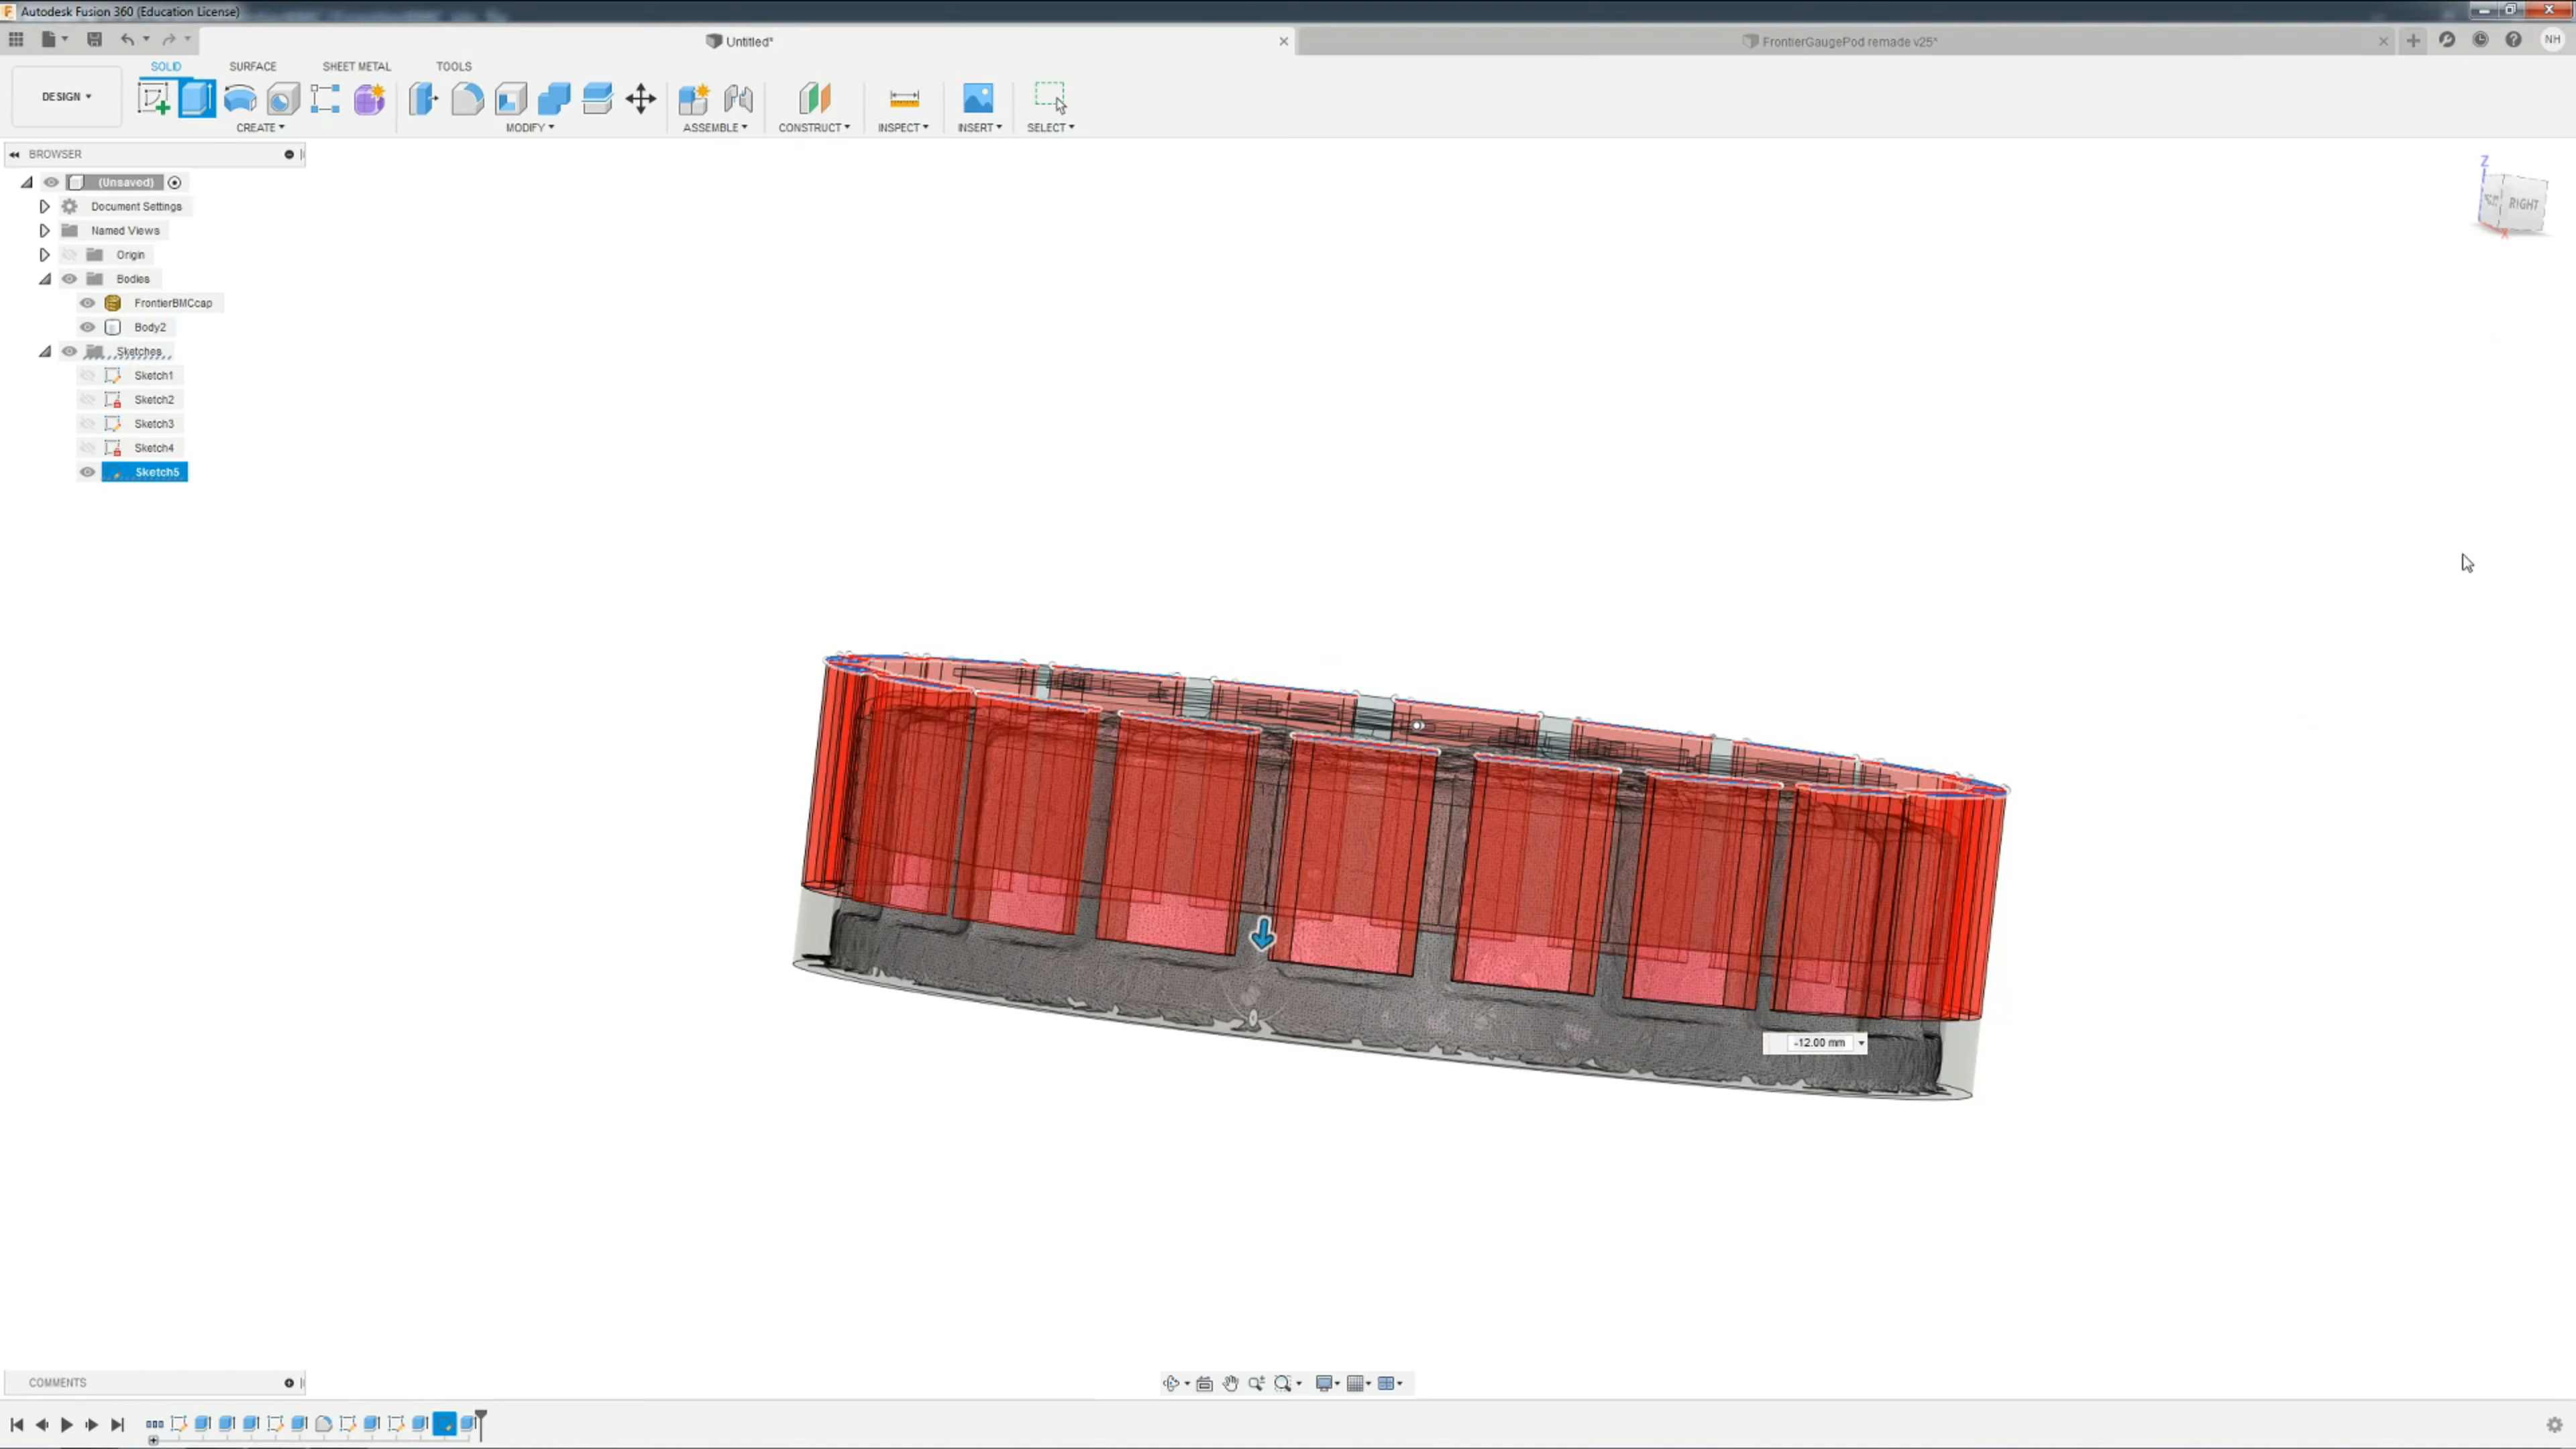 Autodesk Fusion 360 (Education License)
Untitled*
FrontierGaugePod remade v25*
NH
DESIGN
SOLID
SURFACE
SHEET METAL
TOOLS
CREATE
MODIFY
ASSEMBLE
CONSTRUCT
INSPECT
INSERT
SELECT
BROWSER
(Unsaved)
Document Settings
Named Views
Origin
Bodies
FrontierBMCcap
Body2
Sketches
Sketch1
Sketch2
Sketch3
Sketch4
Sketch5
Z
RIGHT
X
-12.00 mm
COMMENTS